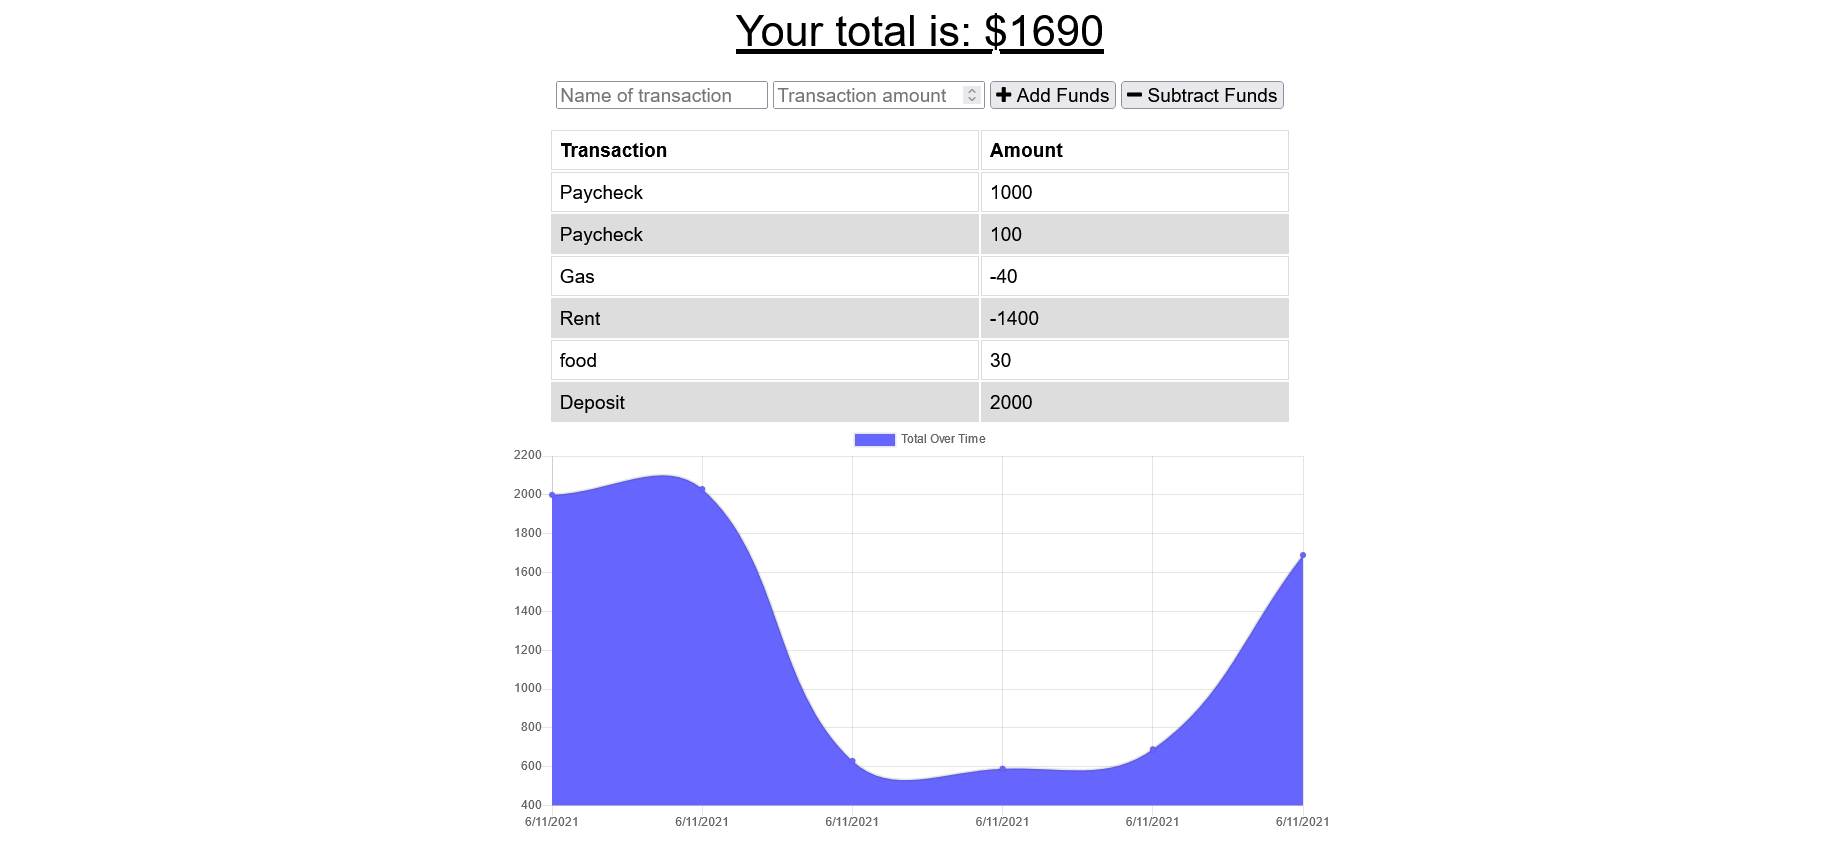 Your total is: $1690
Name of transaction Transaction amount Add Funds Subtract Funds
Transaction Amount
Paycheck 1000
Paycheck 100
Gas -40
Rent -1400
food 30
Deposit 2000
Total Over Time
2200
2000
1800
1600
1400
1200
1000
800
600
400
6/11/2021 6/11/2021 6/11/2021 6/11/2021 6/11/2021 6/11/2021